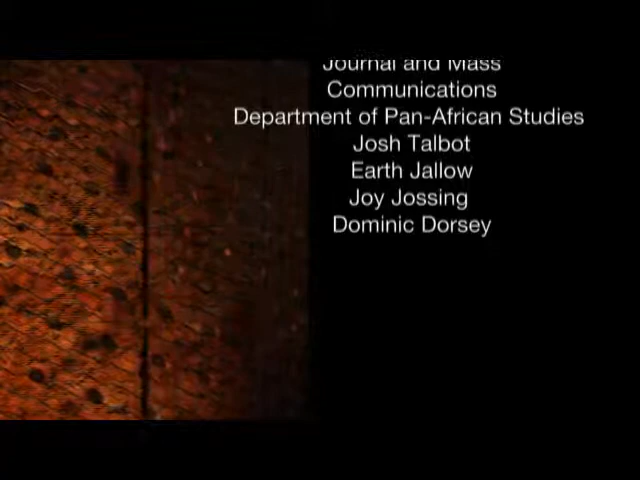 Journal and Mass
Communications
Department of Pan-African Studies
Josh Talbot
Earth Jallow
Joy Jossing
Dominic Dorsey